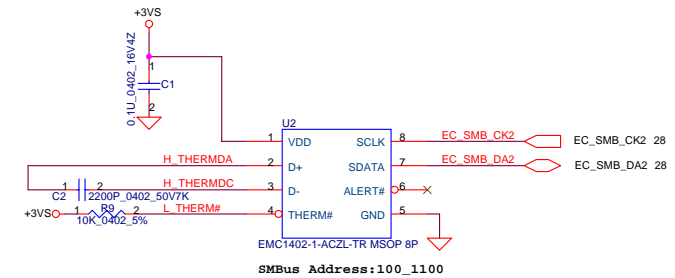 +3VS
1
C1
0.1U_0402_16V4Z
2
U2
1 VDD SCLK 8 EC_SMB_CK2 EC_SMB_CK2 28
H_THERMDA 2 D+ SDATA 7 EC_SMB_DA2 EC_SMB_DA2 28
1 2 H_THERMDC 3 D- ALERT# 6
C2 2200P_0402_50V7K
+3VS 1 R9 2 L_THERM# 4 THERM# GND 5
10K_0402_5%
EMC1402-1-ACZL-TR MSOP 8P
SMBus Address:100_1100